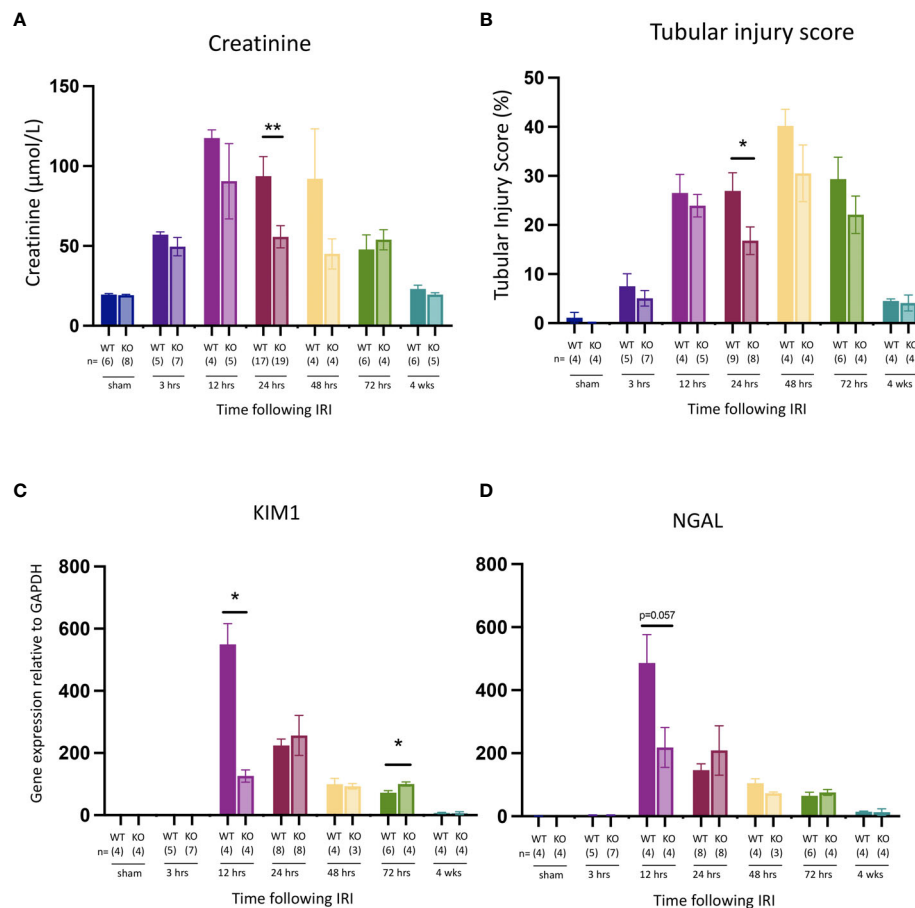 A
Creatinine
Creatinine (µmol/L)
150
100
50
0
**
WT KO WT KO WT KO WT KO WT KO WT KO WT KO
n= (6) (8) (5) (7) (4) (5) (17) (19) (4) (4) (6) (4) (6) (5)
sham 3 hrs 12 hrs 24 hrs 48 hrs 72 hrs 4 wks
Time following IRI
B
Tubular injury score
Tubular Injury Score (%)
50
40
30
20
10
0
*
WT KO WT KO WT KO WT KO WT KO WT KO WT KO
n= (4) (4) (5) (7) (4) (5) (9) (8) (4) (4) (6) (4) (4) (4
sham 3 hrs 12 hrs 24 hrs 48 hrs 72 hrs 4 wks
Time following IRI
C
KIM1
Gene expression relative to GAPDH
800
600
400
200
0
*
*
WT KO WT KO WT KO WT KO WT KO WT KO WT KO
n= (4) (4) (5) (7) (4) (4) (8) (8) (4) (3) (6) (4) (4) (4)
sham 3 hrs 12 hrs 24 hrs 48 hrs 72 hrs 4 wks
Time following IRI
D
NGAL
800
600
400
200
0
p=0.057
WT KO WT KO WT KO WT KO WT KO WT KO WT KO
n= (4) (4) (5) (7) (4) (4) (8) (8) (4) (3) (6) (4) (4) (4)
sham 3 hrs 12 hrs 24 hrs 48 hrs 72 hrs 4 wks
Time following IRI